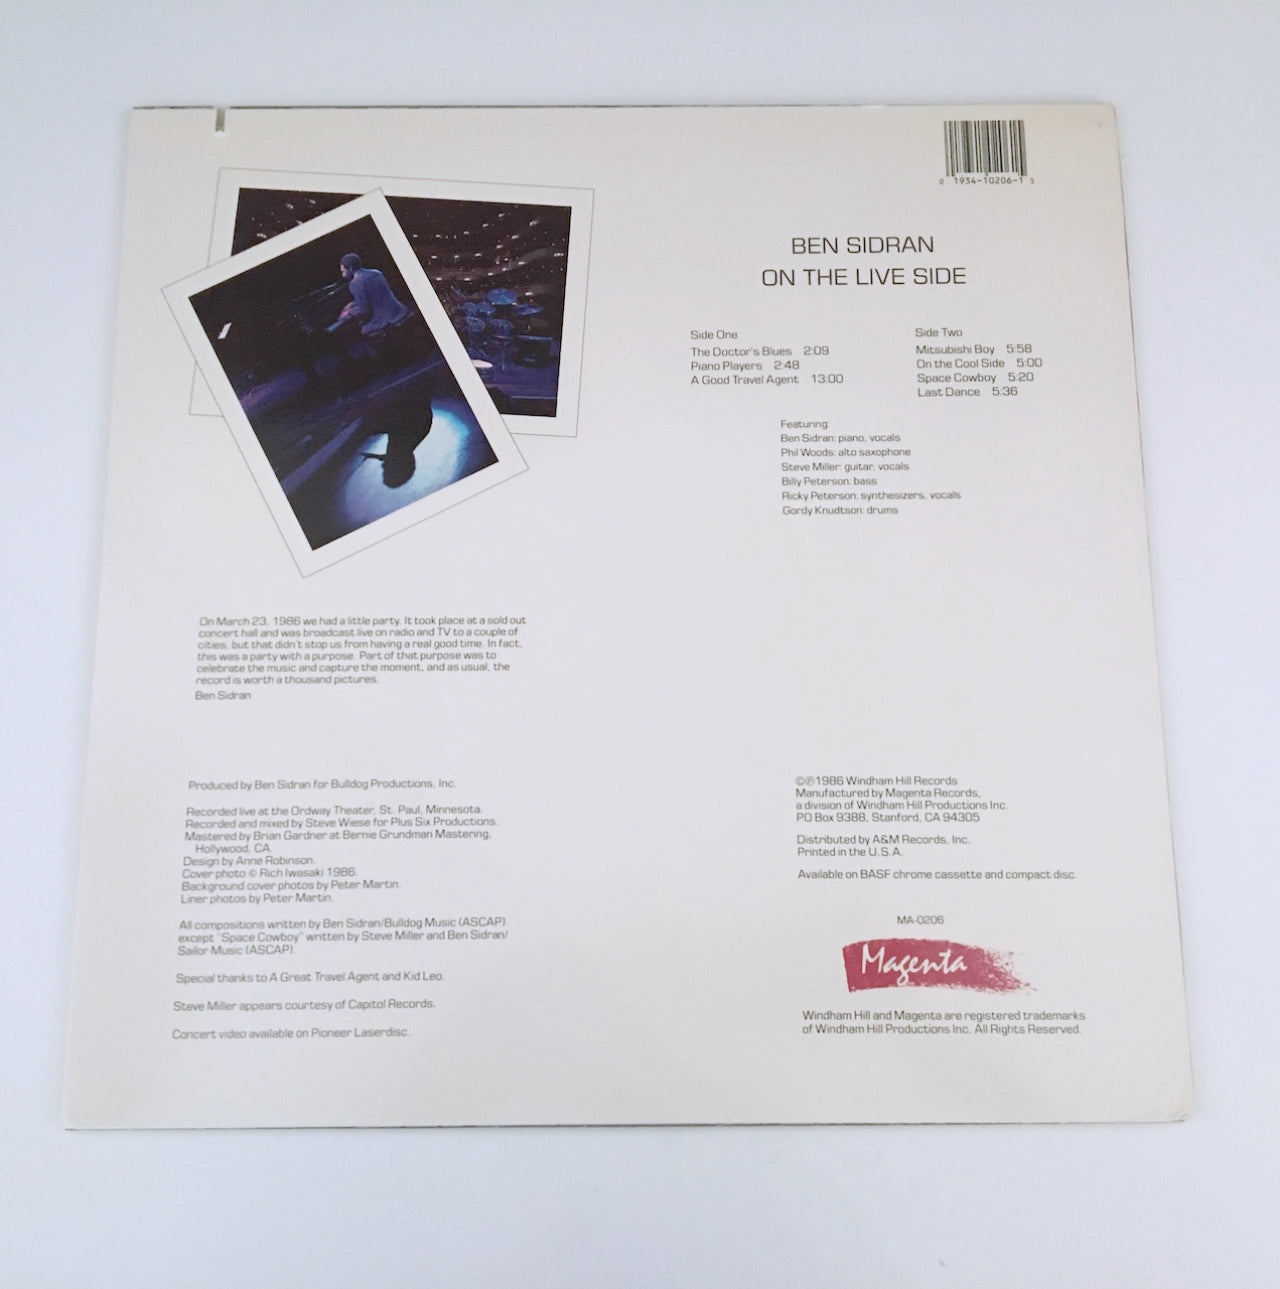 0 1934-10206-1 5
BEN SIDRAN
ON THE LIVE SIDE
Side One
The Doctor's Blues 2:09
Piano Players 2:48
A Good Travel Agent 13:00
Side Two
Mitsubishi Boy 5:58
On the Cool Side 5:00
Space Cowboy 5:20
Last Dance 5:36
Featuring:
Ben Sidran: piano, vocals
Phil Woods: alto saxophone
Steve Miller: guitar, vocals
Billy Peterson: bass
Ricky Peterson: synthesizers, vocals
Gordy Knudtson: drums
On March 23, 1986 we had a little party. It took place at a sold out
concert hall and was broadcast live on radio and TV to a couple of
cities, but that didn't stop us from having a real good time. In fact,
this was a party with a purpose. Part of that purpose was to
celebrate the music and capture the moment, and as usual, the
record is worth a thousand pictures.
Ben Sidran
Produced by Ben Sidran for Bulldog Productions, Inc.
Recorded live at the Ordway Theater, St. Paul, Minnesota.
Recorded and mixed by Steve Wiese for Plus Six Productions.
Mastered by Brian Gardner at Bernie Grundman Mastering,
Hollywood, CA.
Design by Anne Robinson.
Cover photo © Rich Iwasaki 1986.
Background cover photos by Peter Martin.
Liner photos by Peter Martin.
All compositions written by Ben Sidran/Bulldog Music (ASCAP)
except "Space Cowboy" written by Steve Miller and Ben Sidran/
Sailor Music (ASCAP).
Special thanks to A Great Travel Agent and Kid Leo.
Steve Miller appears courtesy of Capitol Records.
Concert video available on Pioneer Laserdisc.
©℗1986 Windham Hill Records
Manufactured by Magenta Records,
a division of Windham Hill Productions Inc.
PO Box 9388, Stanford, CA 94305
Distributed by A&M Records, Inc.
Printed in the U.S.A.
Available on BASF chrome cassette and compact disc.
MA-0206
Magenta
Windham Hill and Magenta are registered trademarks
of Windham Hill Productions Inc. All Rights Reserved.